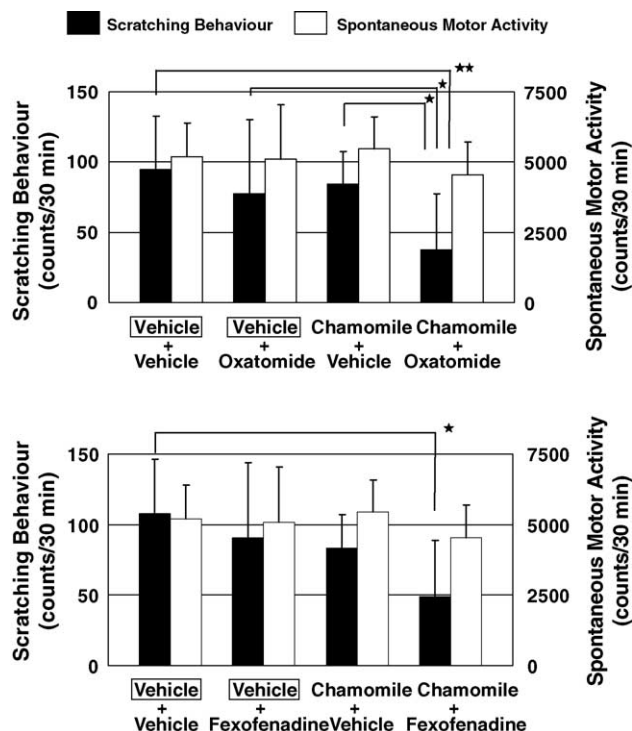 Scratching Behaviour Spontaneous Motor Activity
★★
★
★
Scratching Behaviour
(counts/30 min)
150
100
50
0
7500
5000
2500
0
Spontaneous Motor Activity
(counts/30 min)
Vehicle Vehicle Chamomile Chamomile
+ + + +
Vehicle Oxatomide Vehicle Oxatomide
★
Scratching Behaviour
(counts/30 min)
150
100
50
0
7500
5000
2500
0
Spontaneous Motor Activity
(counts/30 min)
Vehicle Vehicle Chamomile Chamomile
+ + + +
Vehicle Fexofenadine Vehicle Fexofenadine